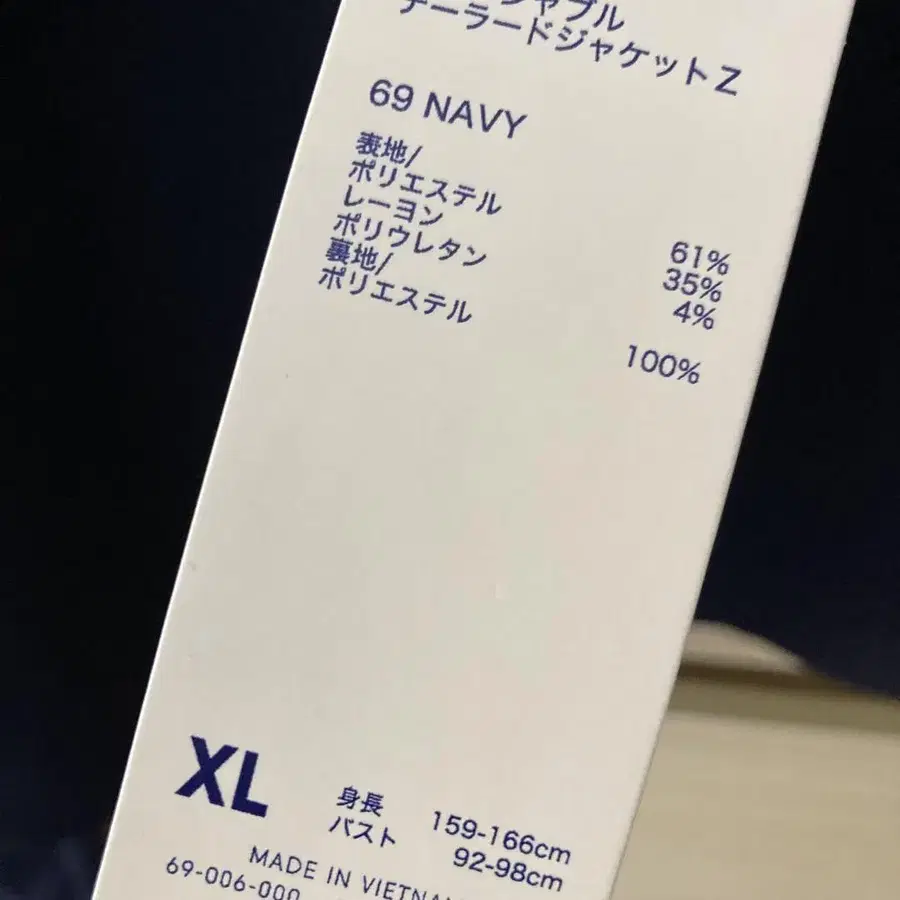 ャブル
テーラードジャケットZ
69 NAVY
表地/
ポリエステル 61%
レーヨン 35%
ポリウレタン 4%
裏地/
ポリエステル 100%
XL
身長 159-166cm
バスト 92-98cm
MADE IN VIETNA
69-006-000